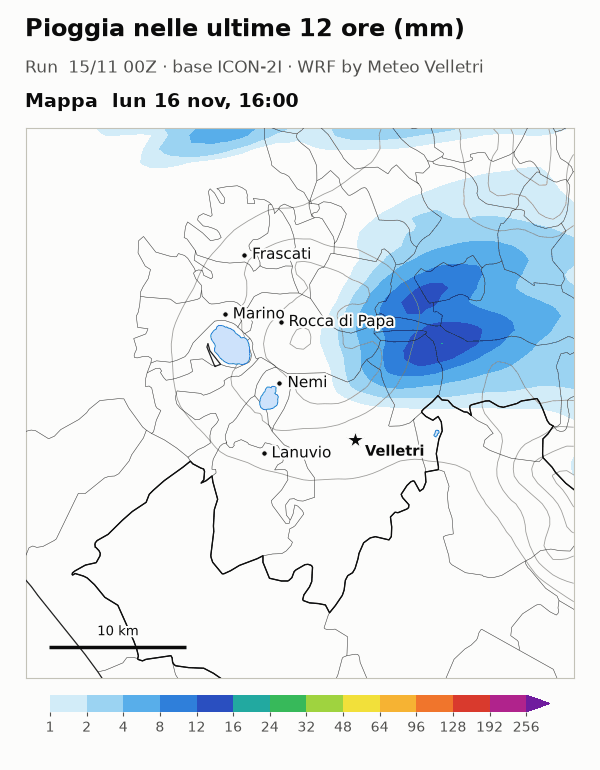 Pioggia nelle ultime 12 ore (mm)
Run 15/11 00Z · base ICON-2I · WRF by Meteo Velletri
Mappa lun 16 nov, 16:00
Frascati
Marino
Rocca di Papa
Nemi
Velletri
Lanuvio
10 km
1 2 4 8 12 16 24 32 48 64 96 128 192 256